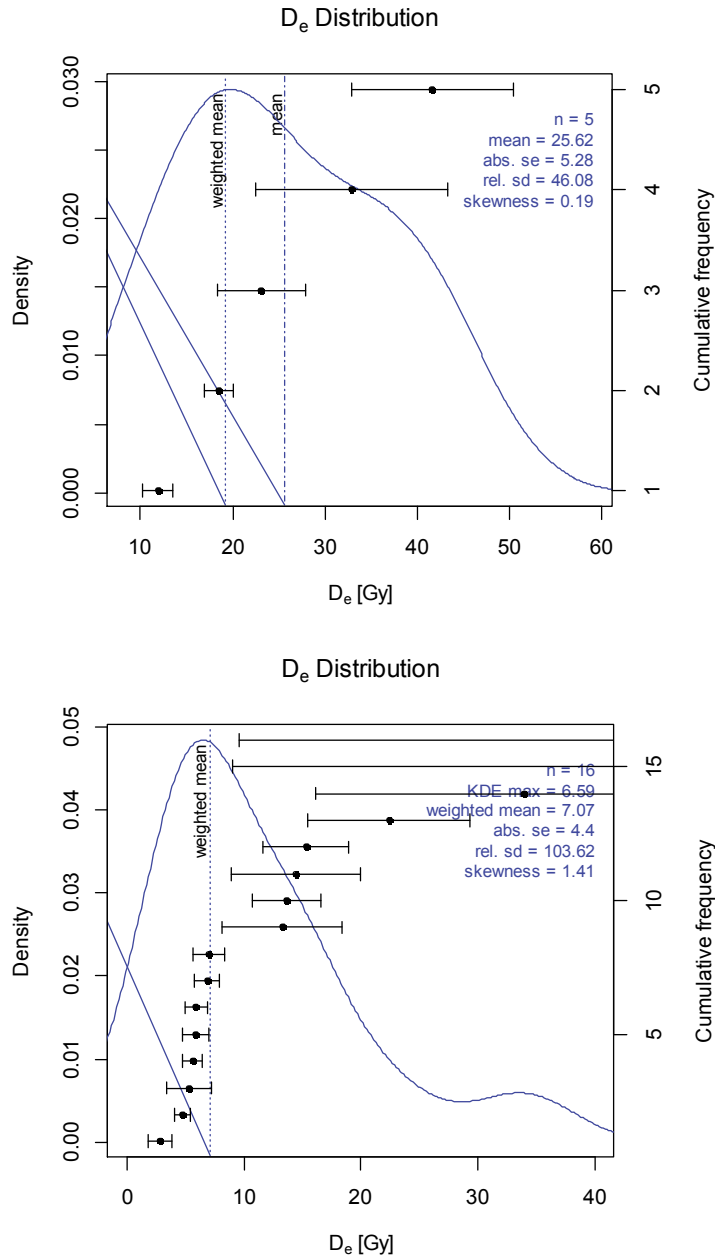 Dₑ Distribution
0.030
0.020
0.010
0.000
Density
weighted mean
mean
n = 5
mean = 25.62
abs. se = 5.28
rel. sd = 46.08
skewness = 0.19
5
4
3
2
1
Cumulative frequency
10 20 30 40 50 60
Dₑ [Gy]
Dₑ Distribution
0.05
0.04
0.03
0.02
0.01
0.00
Density
weighted mean
n = 16
KDE max = 6.59
weighted mean = 7.07
abs. se = 4.4
rel. sd = 103.62
skewness = 1.41
15
10
5
Cumulative frequency
0 10 20 30 40
Dₑ [Gy]